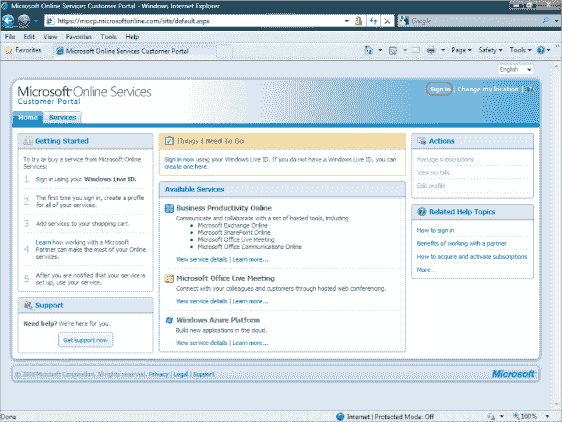 Microsoft Online Services Customer Portal - Windows Internet Explorer
https://mocp.microsoftonline.com/site/default.aspx
Google
File Edit View Favorites Tools Help
Favorites Microsoft Online Services Customer Portal
Page Safety Tools
English
Microsoft Online Services
Customer Portal
Sign in | Change my location |
Home Services
Getting Started
To try or buy a service from Microsoft Online
Services:
1 Sign in using your Windows Live ID.
2 The first time you sign in, create a profile
for all of your services.
3 Add services to your shopping cart.
4 Learn how working with a Microsoft
Partner can make the most of your Online
services.
5 After you are notified that your service is
set up, use your service.
Support
Need help? We're here for you.
Get support now
Things I Need To Do
Sign in now using your Windows Live ID. If you do not have a Windows Live ID, you can
create one here.
Available Services
Business Productivity Online
Communicate and collaborate with a set of hosted tools, including
• Microsoft Exchange Online
• Microsoft SharePoint Online
• Microsoft Office Live Meeting
• Microsoft Office Communications Online
View service details | Learn more...
Microsoft Office Live Meeting
Connect with your colleagues and customers through hosted web conferencing.
View service details | Learn more...
Windows Azure Platform
Build new applications in the cloud.
View service details | Learn more...
Actions
Manage subscriptions
View my bills
Edit profile
Related Help Topics
How to sign in
Benefits of working with a partner
How to acquire and activate subscriptions
More...
Microsoft Corporation. All rights reserved. Privacy | Legal | Support
Microsoft
Done
Internet | Protected Mode: Off
100%